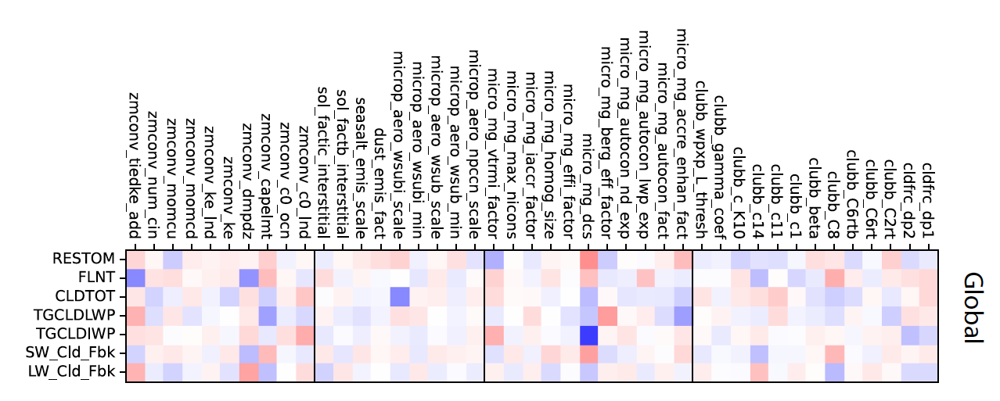 zmconv_tiedke_add
zmconv_num_cin
zmconv_momcu
zmconv_momcd
zmconv_ke_lnd
zmconv_ke
zmconv_dmpdz
zmconv_capelmt
zmconv_c0_ocn
zmconv_c0_lnd
sol_factic_interstitial
sol_factb_interstitial
seasalt_emis_scale
dust_emis_fact
microp_aero_wsubi_scale
microp_aero_wsubi_min
microp_aero_wsub_scale
microp_aero_wsub_min
microp_aero_npccn_scale
micro_mg_vtrmi_factor
micro_mg_max_nicons
micro_mg_iaccr_factor
micro_mg_homog_size
micro_mg_effi_factor
micro_mg_dcs
micro_mg_berg_eff_factor
micro_mg_autocon_nd_exp
micro_mg_autocon_lwp_exp
micro_mg_autocon_fact
micro_mg_accre_enhan_fact
clubb_wpxp_L_thresh
clubb_gamma_coef
clubb_c_K10
clubb_c14
clubb_c11
clubb_c1
clubb_beta
clubb_C8
clubb_C6rtb
clubb_C6rt
clubb_C2rt
cldfrc_dp2
cldfrc_dp1
RESTOM
FLNT
CLDTOT
TGCLDLWP
TGCLDIWP
SW_Cld_Fbk
LW_Cld_Fbk
Global